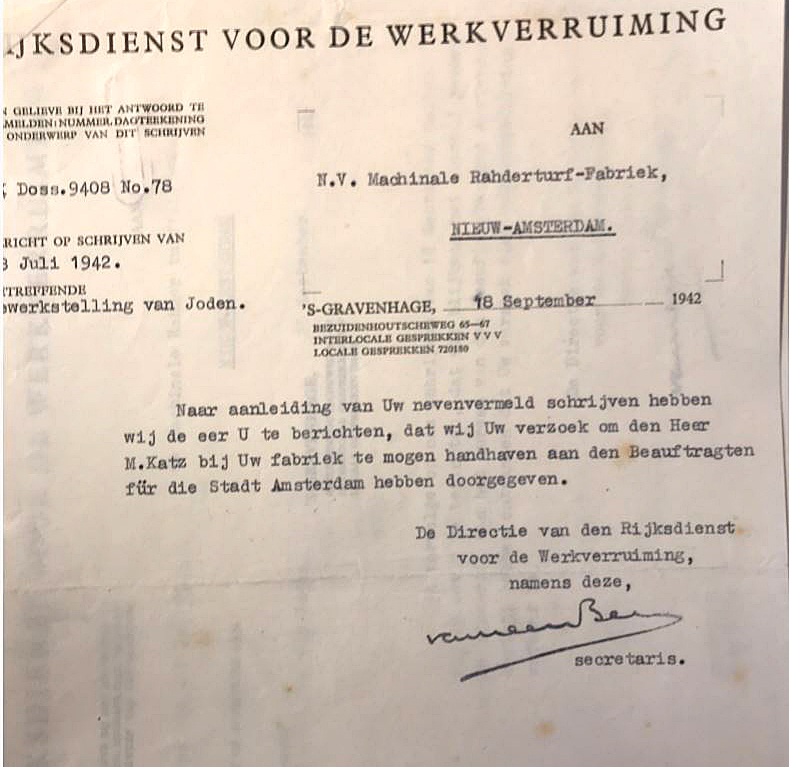 IJKSDIENST VOOR DE WERKVERRUIMING
N GELIEVE BIJ HET ANTWOORD TE
MELDEN: NUMMER, DAGTEEKENING
ONDERWERP VAN DIT SCHRIJVEN
Doss.9408 No.78
AAN
N.V. Machinale Rahderturf-Fabriek,
NIEUW-AMSTERDAM.
RICHT OP SCHRIJVEN VAN
3 Juli 1942.
TREFFENDE
ewerkstelling van Joden.
'S-GRAVENHAGE, 18 September 1942
BEZUIDENHOUTSCHEWEG 65—67
INTERLOCALE GESPREKKEN V V V
LOCALE GESPREKKEN 720180
Naar aanleiding van Uw nevenvermeld schrijven hebben
wij de eer U te berichten, dat wij Uw verzoek om den Heer
M.Katz bij Uw fabriek te mogen handhaven aan den Beauftragten
für die Stadt Amsterdam hebben doorgegeven.
De Directie van den Rijksdienst
voor de Werkverruiming,
namens deze,
secretaris.